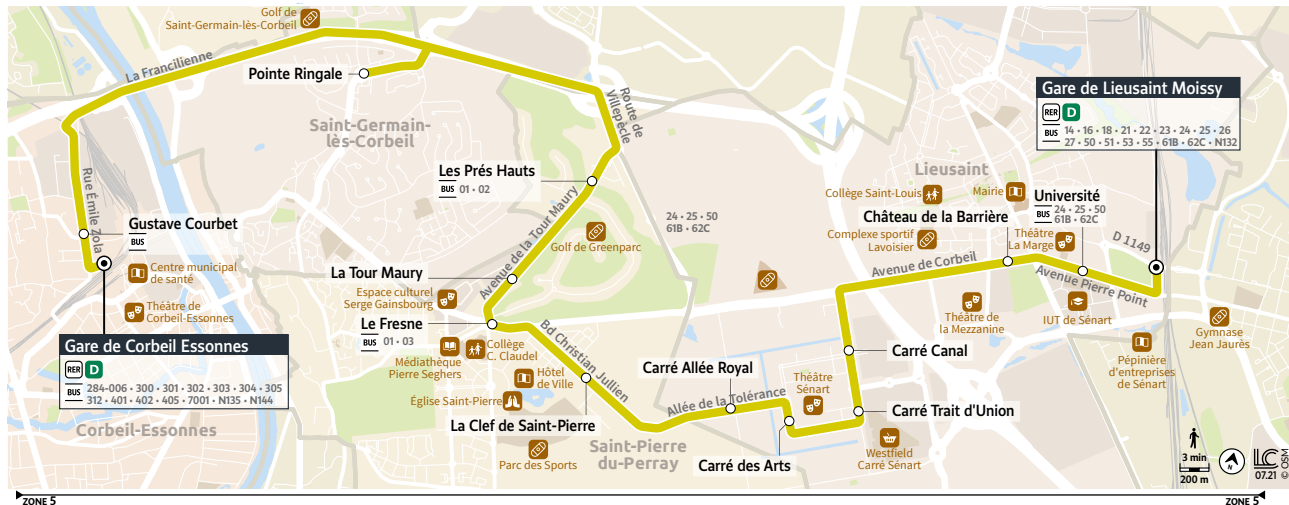 Golf de
Saint-Germain-lès-Corbeil
La Francilienne
Pointe Ringale
Route de
Villepècle
Saint-Germain-
lès-Corbeil
Gare de Lieusaint Moissy
RER D
BUS 14 • 16 • 18 • 21 • 22 • 23 • 24 • 25 • 26
27 • 50 • 51 • 53 • 55 • 61B • 62C • N132
Lieusaint
Les Prés Hauts
BUS 01 • 02
Collège Saint-Louis
Mairie
Université
BUS 24 • 25 • 50
61B • 62C
Rue Émile Zola
Gustave Courbet
BUS
Avenue de la Tour Maury
24 • 25 • 50
61B • 62C
Château de la Barrière
Complexe sportif
Lavoisier
Théâtre
La Marge
D 1149
Golf de Greenparc
Centre municipal
de santé
La Tour Maury
Avenue de Corbeil
Avenue Pierre Point
Espace culturel
Serge Gainsbourg
Théâtre de
Corbeil-Essonnes
Le Fresne
BUS 01 • 03
Théâtre de
la Mezzanine
IUT de Sénart
Gymnase
Jean Jaurès
Gare de Corbeil Essonnes
RER D
BUS 284-006 • 300 • 301 • 302 • 303 • 304 • 305
312 • 401 • 402 • 405 • 7001 • N135 • N144
Médiathèque
Pierre Seghers
Collège
C. Claudel
Bd Christian Jullien
Carré Canal
Pépinière
d'entreprises
de Sénart
Hôtel
de Ville
Carré Allée Royal
Théâtre
Sénart
Église Saint-Pierre
Allée de la Tolérance
Carré Trait d'Union
La Clef de Saint-Pierre
Corbeil-Essonnes
Saint-Pierre
du-Perray
Parc des Sports
Carré des Arts
Westfield
Carré Sénart
3 min
200 m
N
LC
07.21
© OSM
ZONE 5
ZONE 5